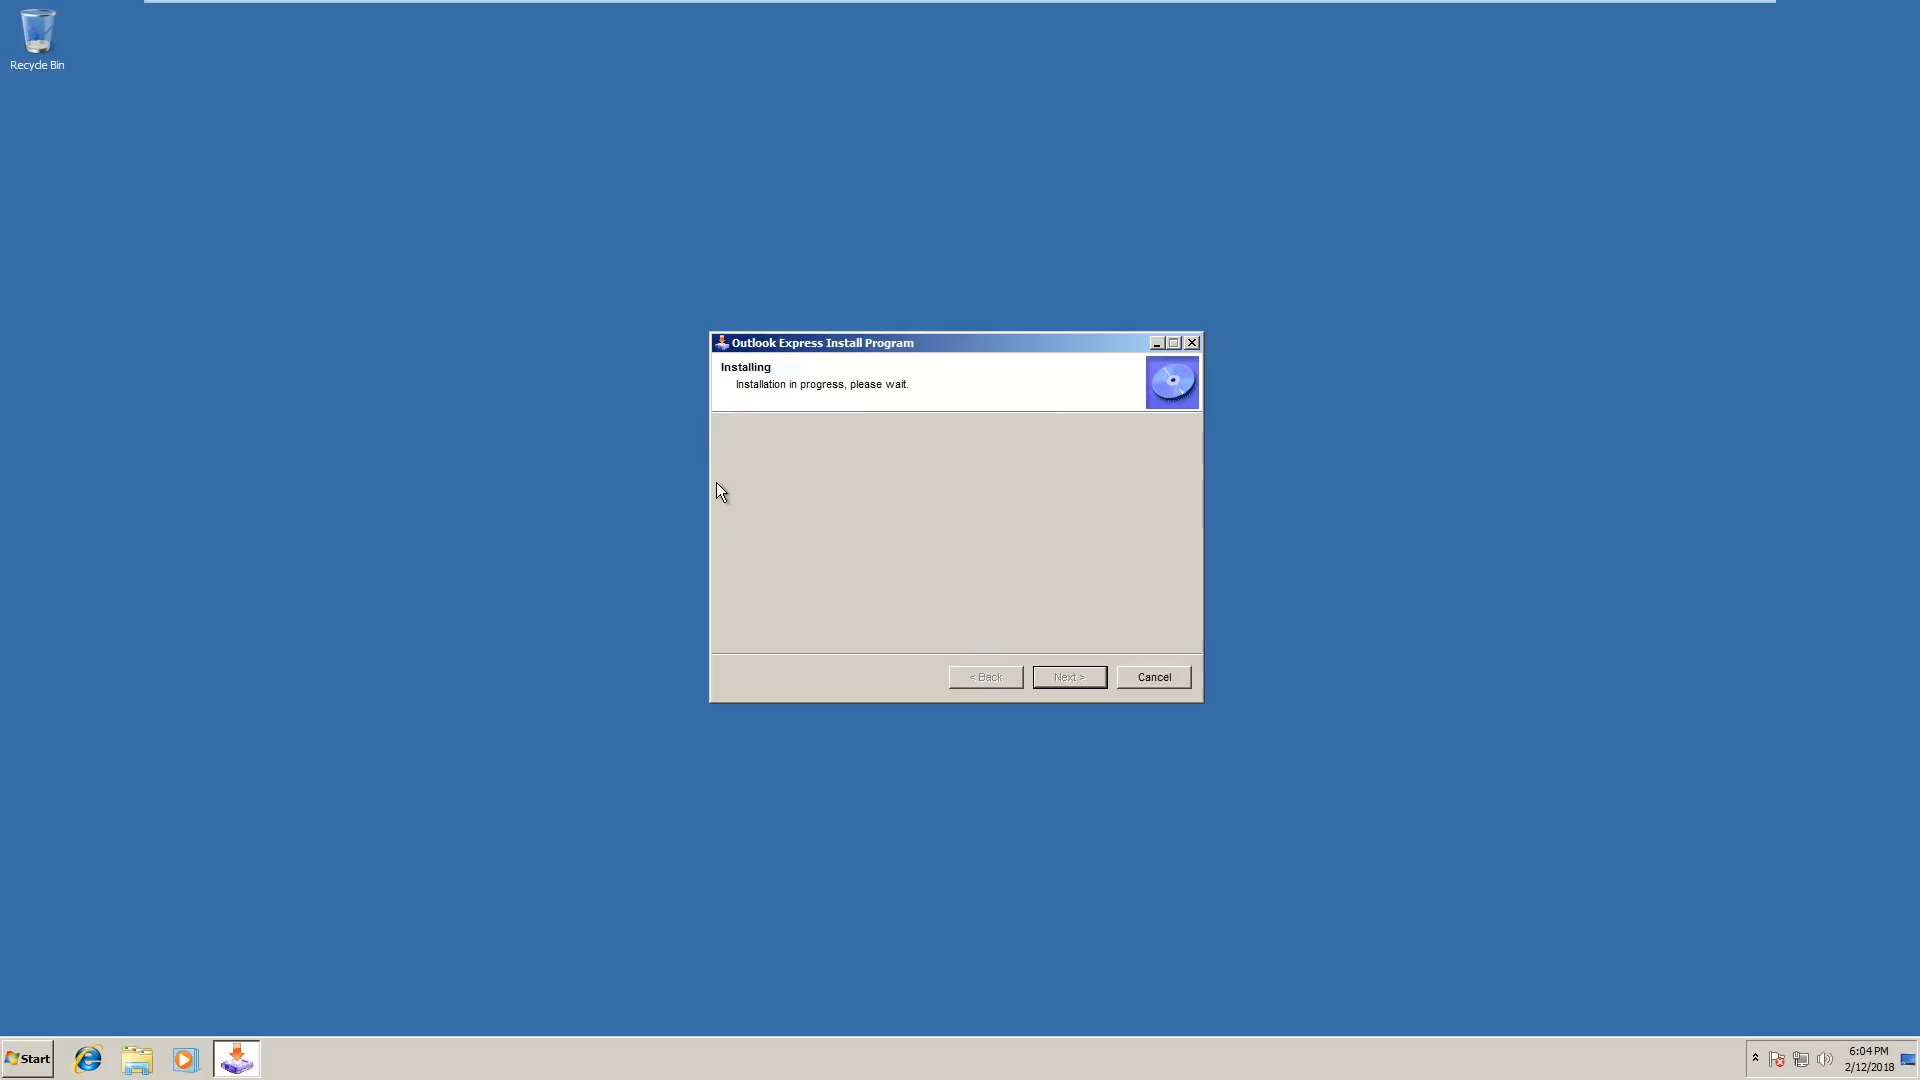 Recycle Bin
Outlook Express Install Program
Installing
Installation in progress, please wait.
< Back
Next >
Cancel
Start
6:04 PM
2/12/2018